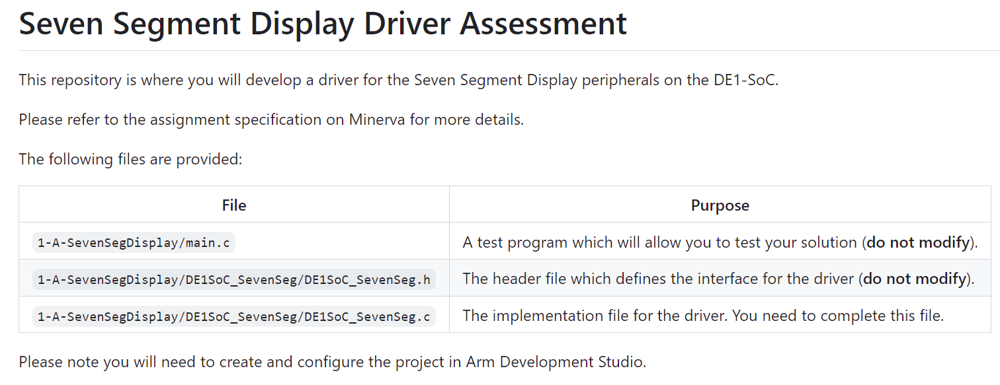 Seven Segment Display Driver Assessment
This repository is where you will develop a driver for the Seven Segment Display peripherals on the DE1-SoC.
Please refer to the assignment specification on Minerva for more details.
The following files are provided:
File Purpose
1-A-SevenSegDisplay/main.c A test program which will allow you to test your solution (do not modify).
1-A-SevenSegDisplay/DE1SoC_SevenSeg/DE1SoC_SevenSeg.h The header file which defines the interface for the driver (do not modify).
1-A-SevenSegDisplay/DE1SoC_SevenSeg/DE1SoC_SevenSeg.c The implementation file for the driver. You need to complete this file.
Please note you will need to create and configure the project in Arm Development Studio.